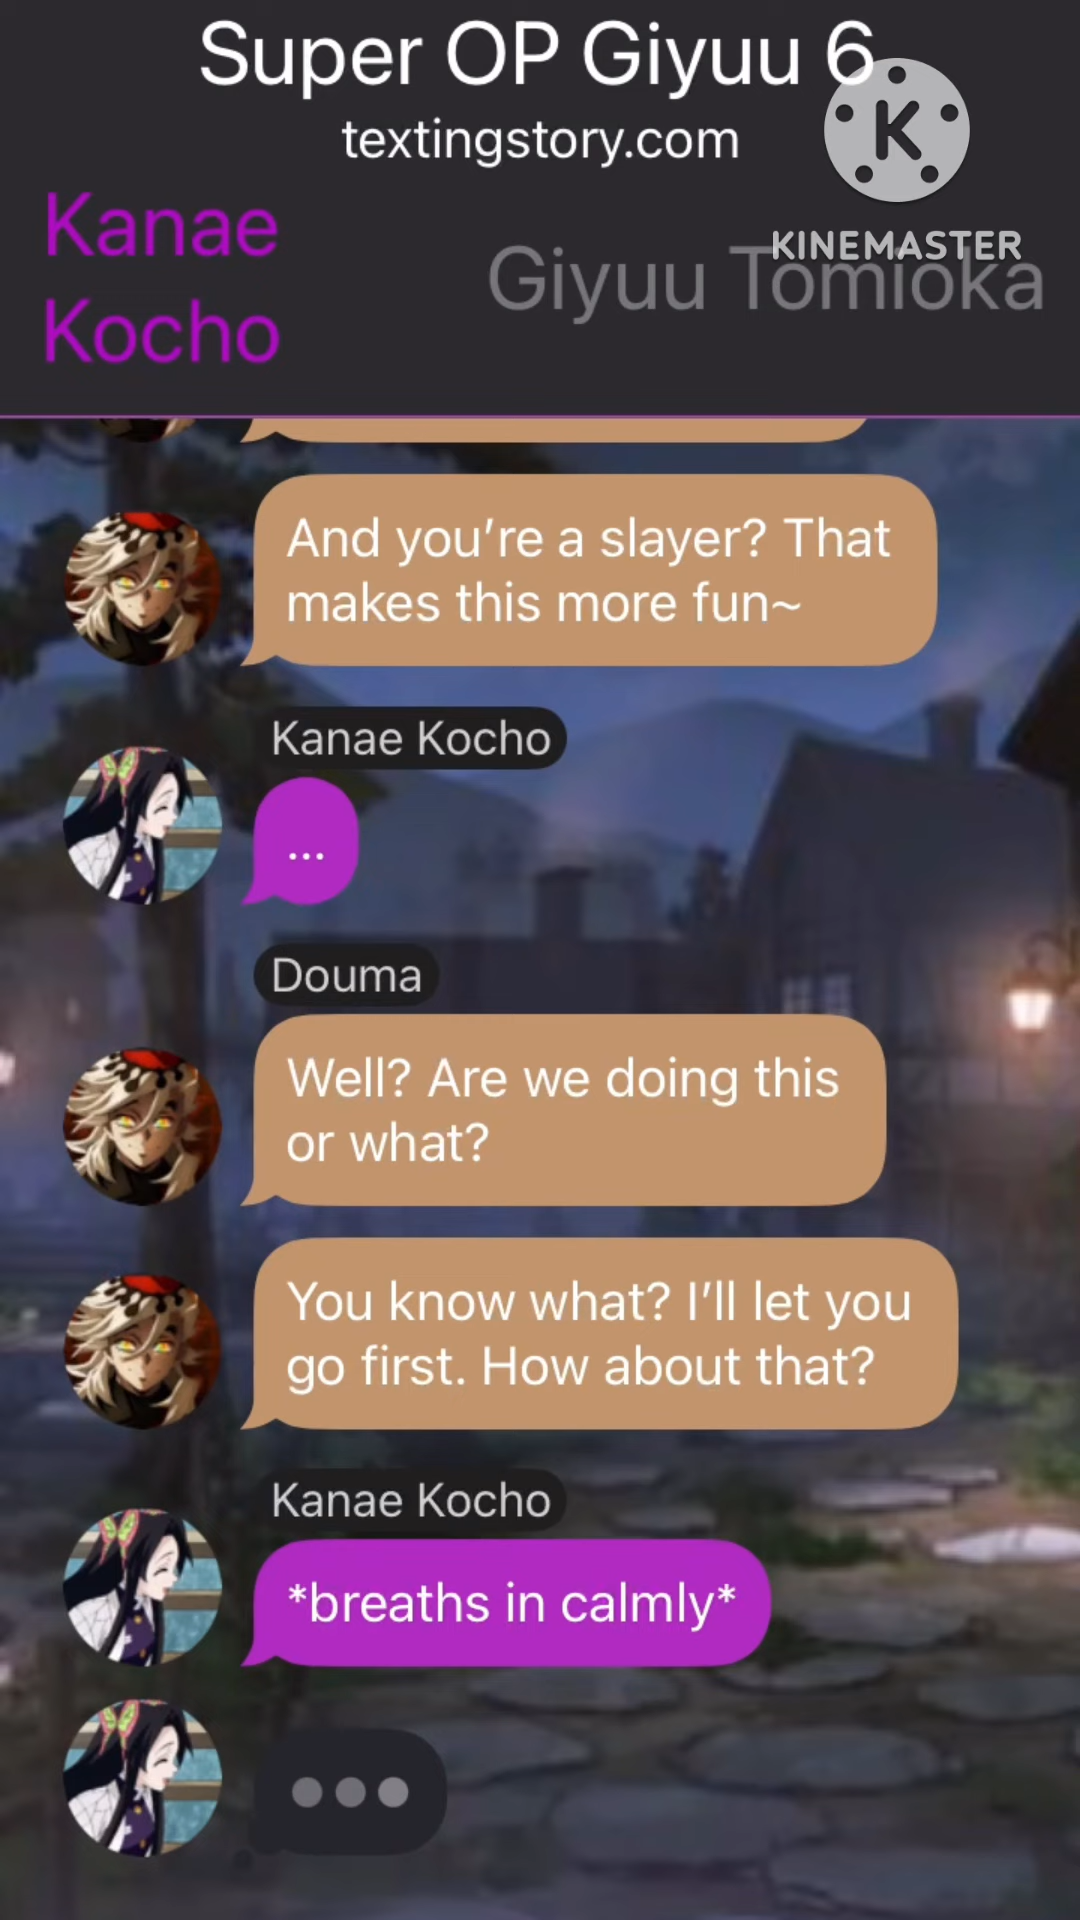 Super OP Giyuu 6
textingstory.com
K
KINEMASTER
Kanae
Kocho
Giyuu Tomioka
And you’re a slayer? That
makes this more fun~
Kanae Kocho
...
Douma
Well? Are we doing this
or what?
You know what? I’ll let you
go first. How about that?
Kanae Kocho
*breaths in calmly*